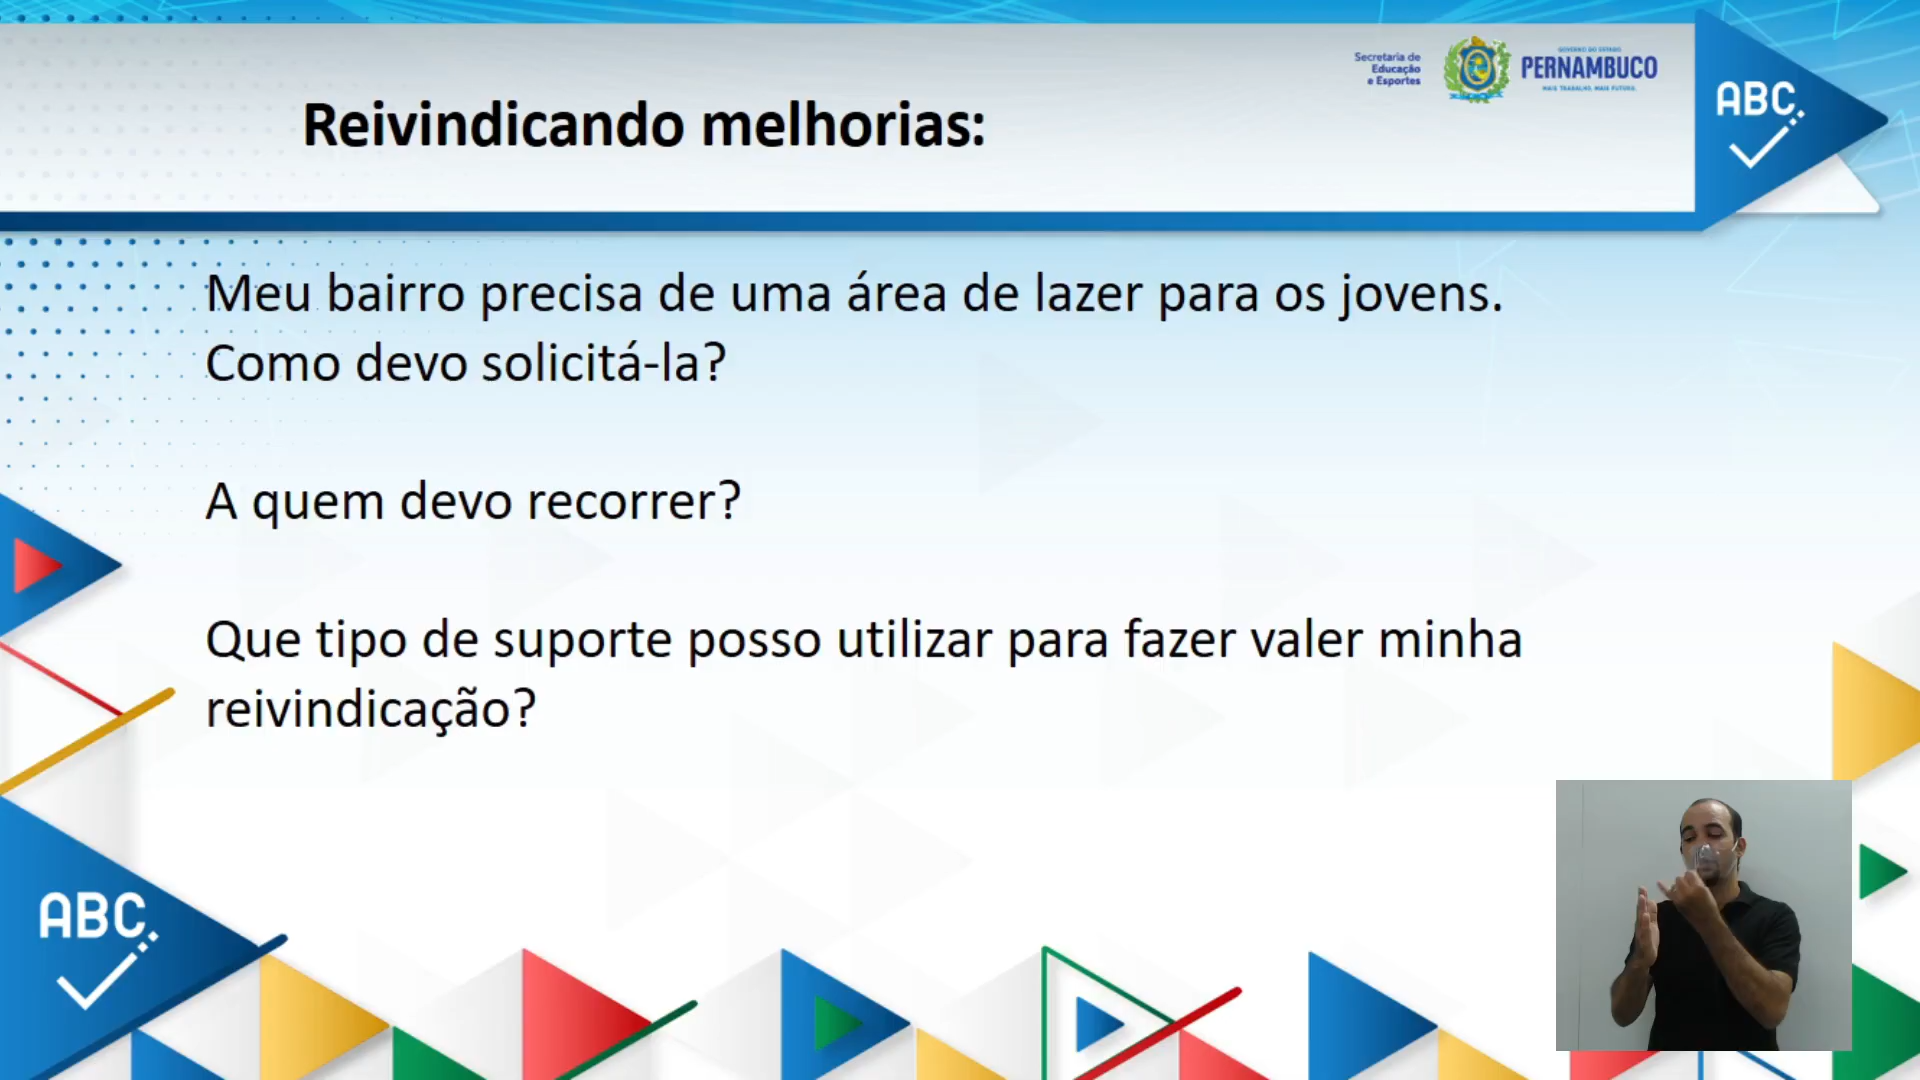 Secretaria de
Educação
e Esportes
GOVERNO DO ESTADO
PERNAMBUCO
MAIS TRABALHO, MAIS FUTURO.
ABC
Reivindicando melhorias:
Meu bairro precisa de uma área de lazer para os jovens.
Como devo solicitá-la?
A quem devo recorrer?
Que tipo de suporte posso utilizar para fazer valer minha
reivindicação?
ABC